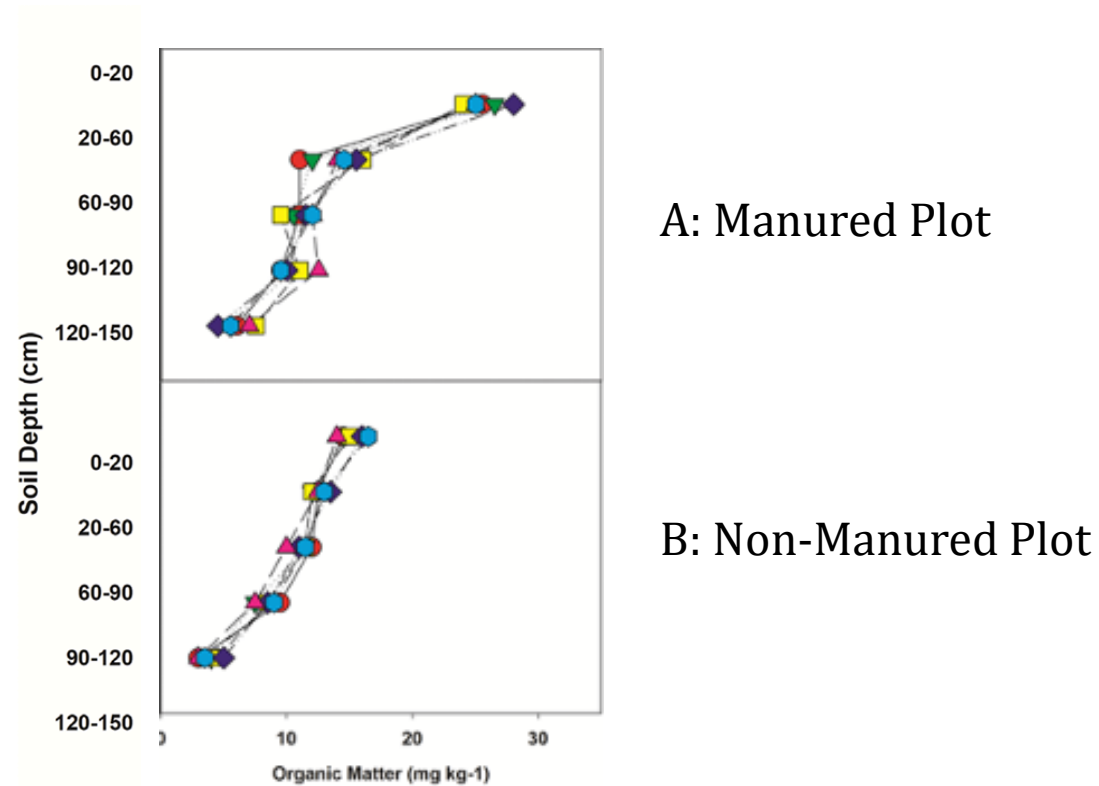 0-20
20-60
60-90
90-120
120-150
A: Manured Plot
Soil Depth (cm)
0-20
20-60
60-90
90-120
120-150
B: Non-Manured Plot
0 10 20 30
Organic Matter (mg kg-1)